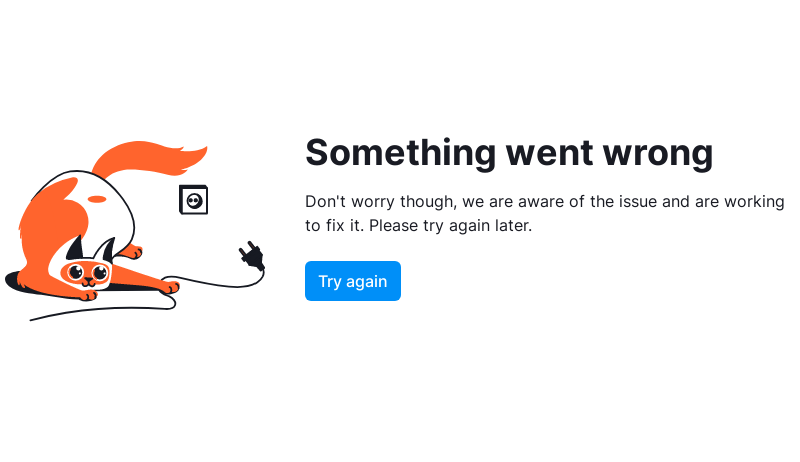 Something went wrong
Don't worry though, we are aware of the issue and are working
to fix it. Please try again later.
Try again